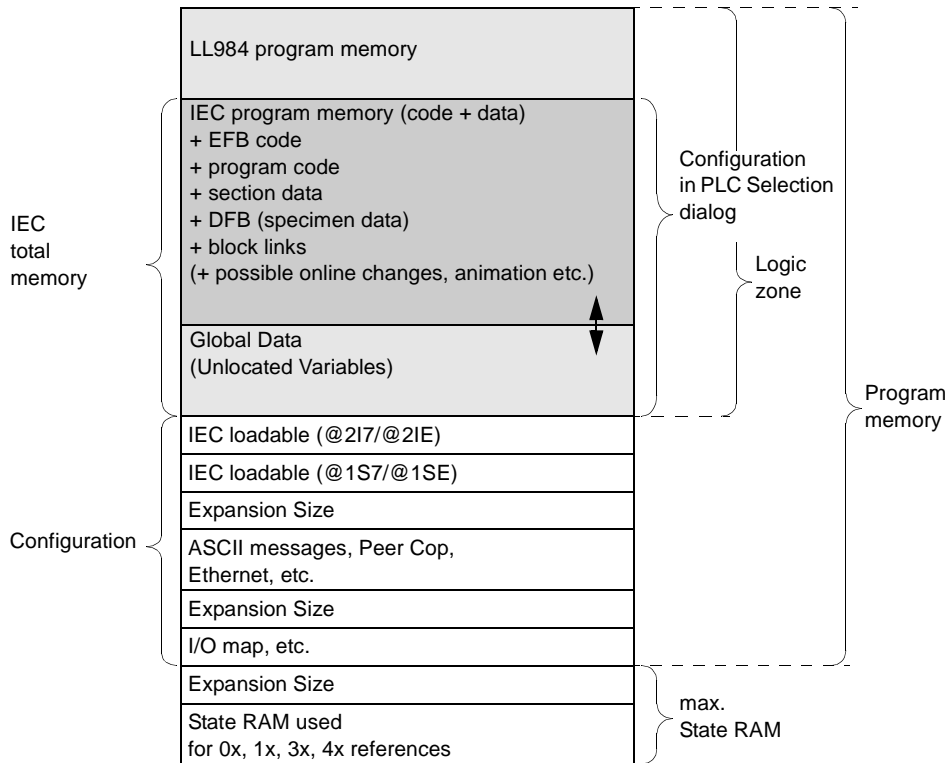 LL984 program memory
IEC program memory (code + data)
+ EFB code
+ program code
+ section data
+ DFB (specimen data)
+ block links
(+ possible online changes, animation etc.)
Global Data
(Unlocated Variables)
IEC loadable (@2I7/@2IE)
IEC loadable (@1S7/@1SE)
Expansion Size
ASCII messages, Peer Cop,
Ethernet, etc.
Expansion Size
I/O map, etc.
Expansion Size
State RAM used
for 0x, 1x, 3x, 4x references
IEC
total
memory
Configuration
Configuration
in PLC Selection
dialog
Logic
zone
Program
memory
max.
State RAM